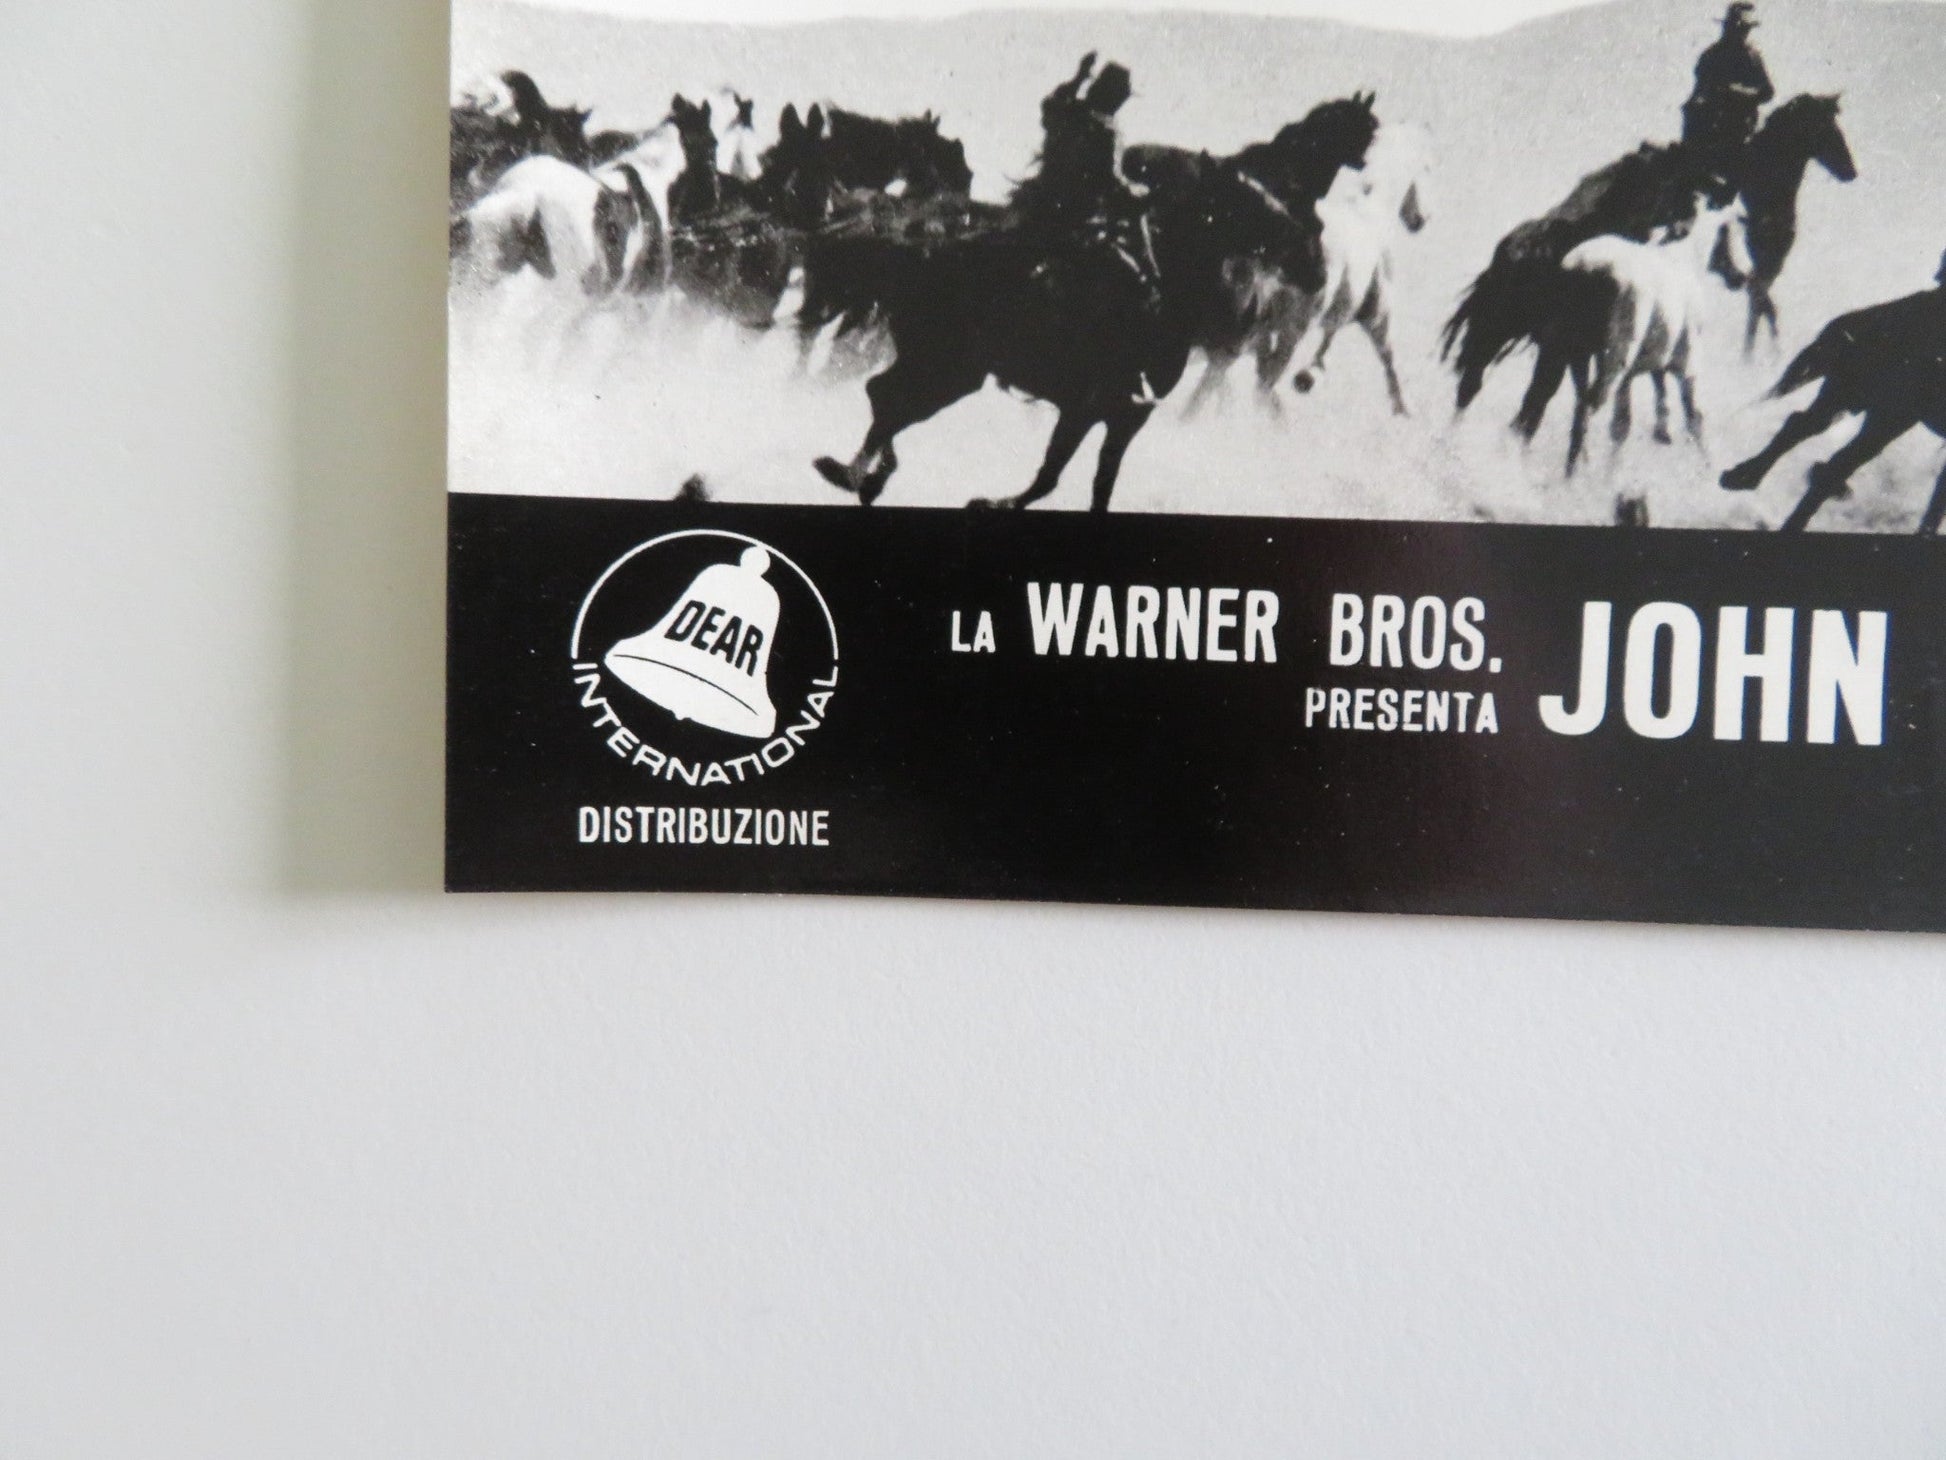 DEAR
INTERNATIONAL
DISTRIBUZIONE
LA WARNER BROS.
PRESENTA
JOHN